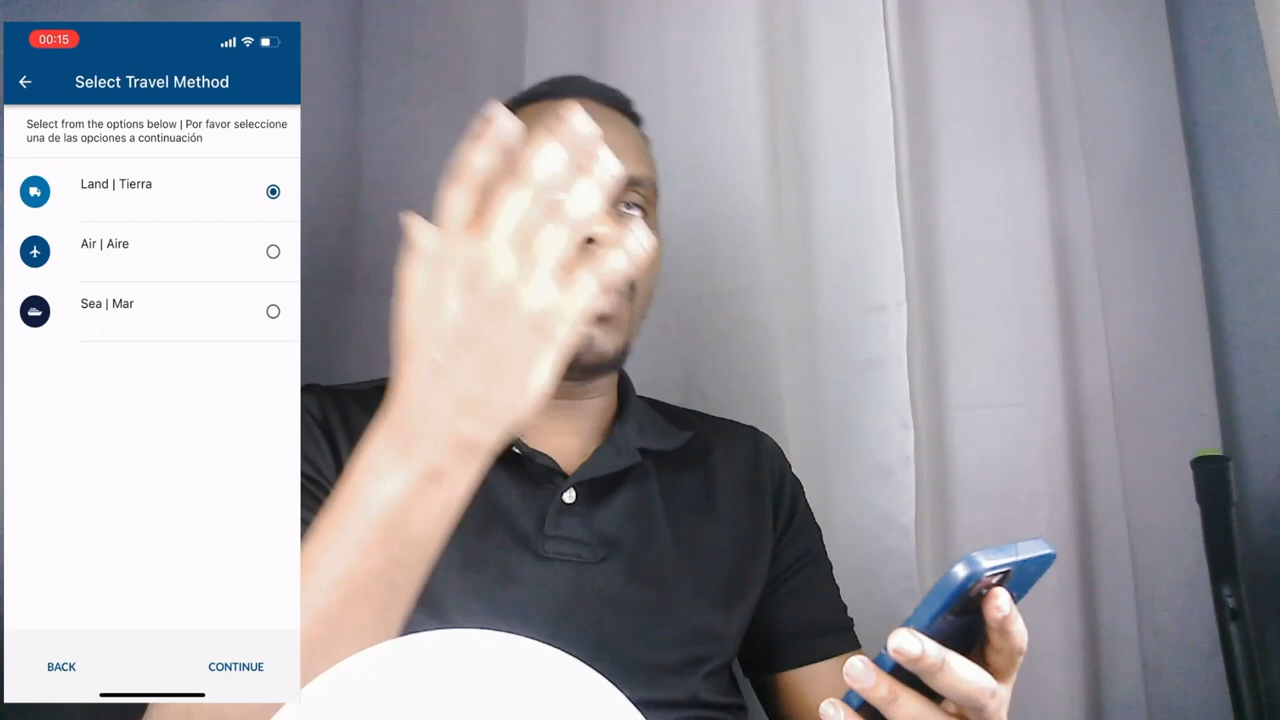 00:15
Select Travel Method
Select from the options below | Por favor seleccione
una de las opciones a continuación
Land | Tierra
Air | Aire
Sea | Mar
BACK
CONTINUE